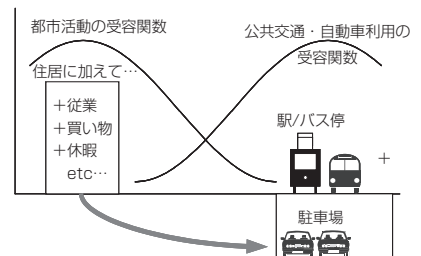 都市活動の受容関数
公共交通・自動車利用の
受容関数
住居に加えて…
＋従業
＋買い物
＋休暇
etc…
駅/バス停
＋
駐車場